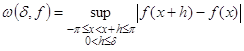 ω(δ, f) = sup |f(x+h) − f(x)|
−π≤x<x+h≤π
0<h≤δ